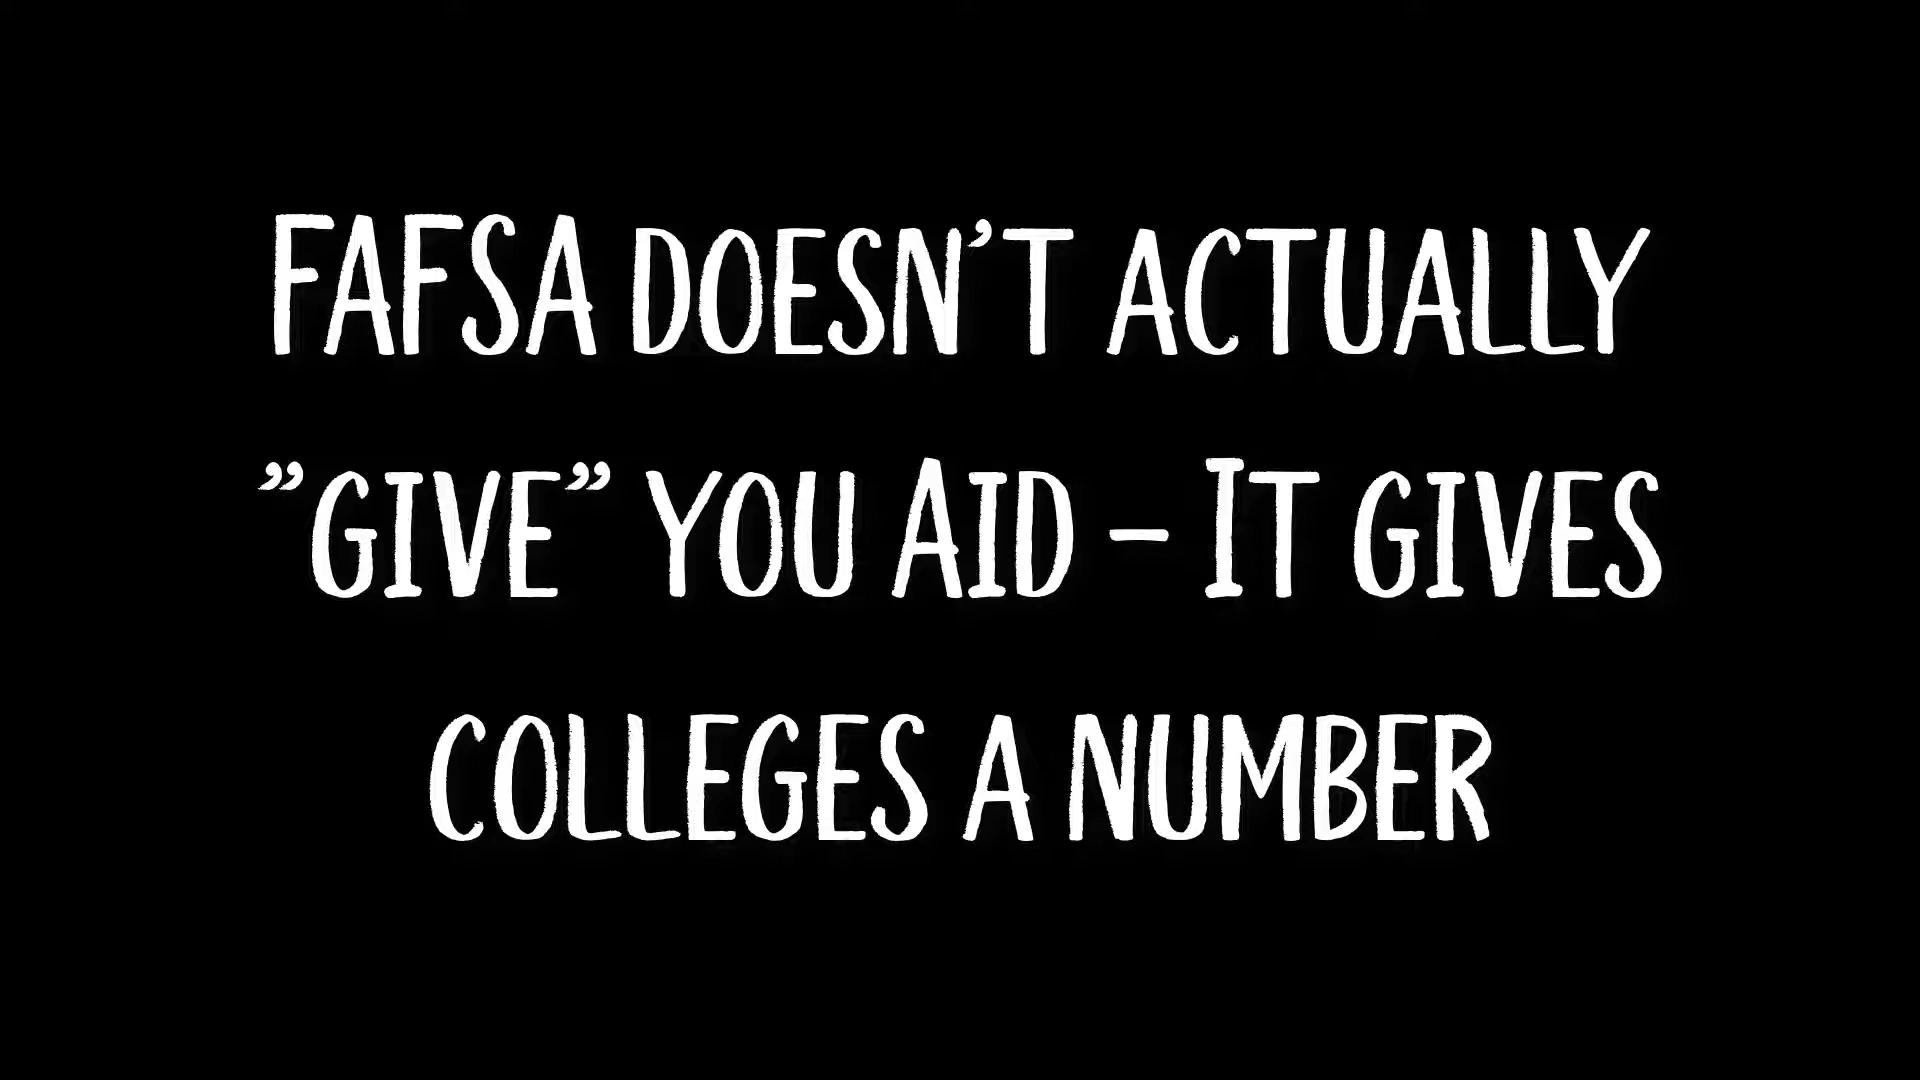 FAFSA DOESN'T ACTUALLY
"GIVE" YOU AID – IT GIVES
COLLEGES A NUMBER